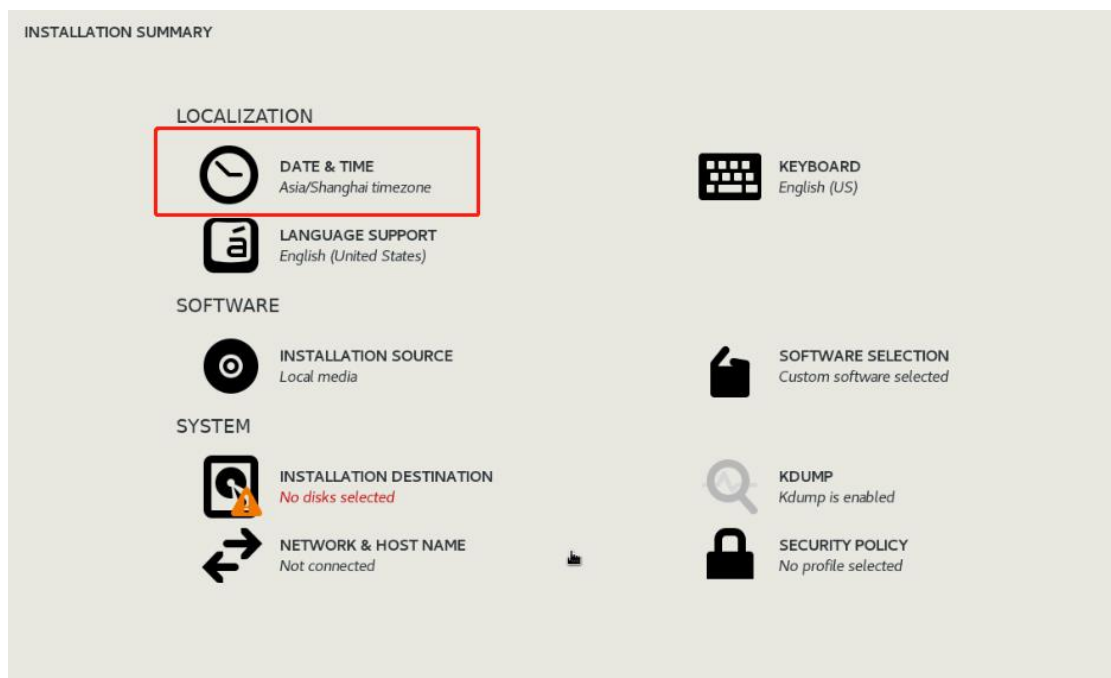 INSTALLATION SUMMARY
LOCALIZATION
DATE & TIME
Asia/Shanghai timezone
KEYBOARD
English (US)
á
LANGUAGE SUPPORT
English (United States)
SOFTWARE
INSTALLATION SOURCE
Local media
SOFTWARE SELECTION
Custom software selected
SYSTEM
INSTALLATION DESTINATION
No disks selected
KDUMP
Kdump is enabled
NETWORK & HOST NAME
Not connected
SECURITY POLICY
No profile selected